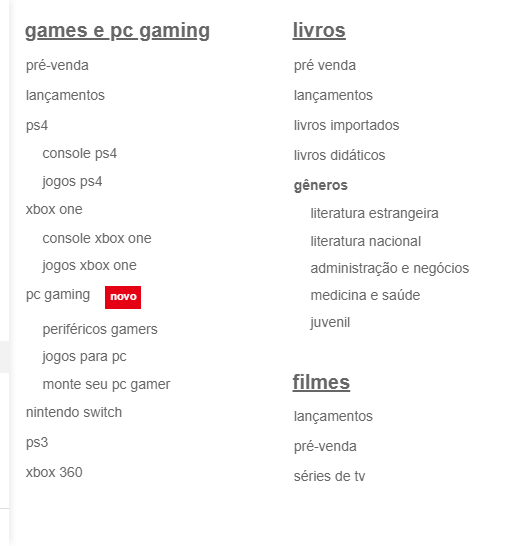 games e pc gaming
pré-venda
lançamentos
ps4
console ps4
jogos ps4
xbox one
console xbox one
jogos xbox one
pc gaming novo
periféricos gamers
jogos para pc
monte seu pc gamer
nintendo switch
ps3
xbox 360
livros
pré venda
lançamentos
livros importados
livros didáticos
gêneros
literatura estrangeira
literatura nacional
administração e negócios
medicina e saúde
juvenil
filmes
lançamentos
pré-venda
séries de tv